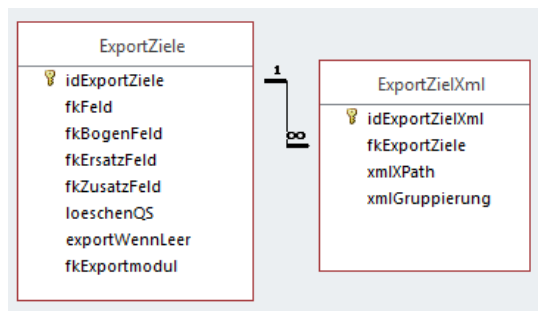 ExportZiele
idExportZiele
fkFeld
fkBogenFeld
fkErsatzFeld
fkZusatzFeld
loeschenQS
exportWennLeer
fkExportmodul
1
∞
ExportZielXml
idExportZielXml
fkExportZiele
xmlXPath
xmlGruppierung